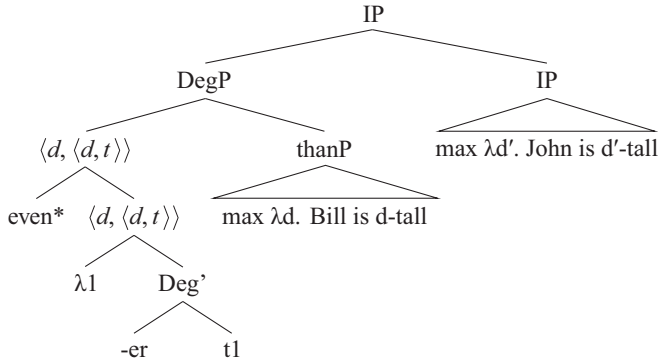 IP
DegP IP
⟨d, ⟨d, t⟩⟩ thanP max λd′. John is d′-tall
even* ⟨d, ⟨d, t⟩⟩ max λd. Bill is d-tall
λ1 Deg’
-er t1